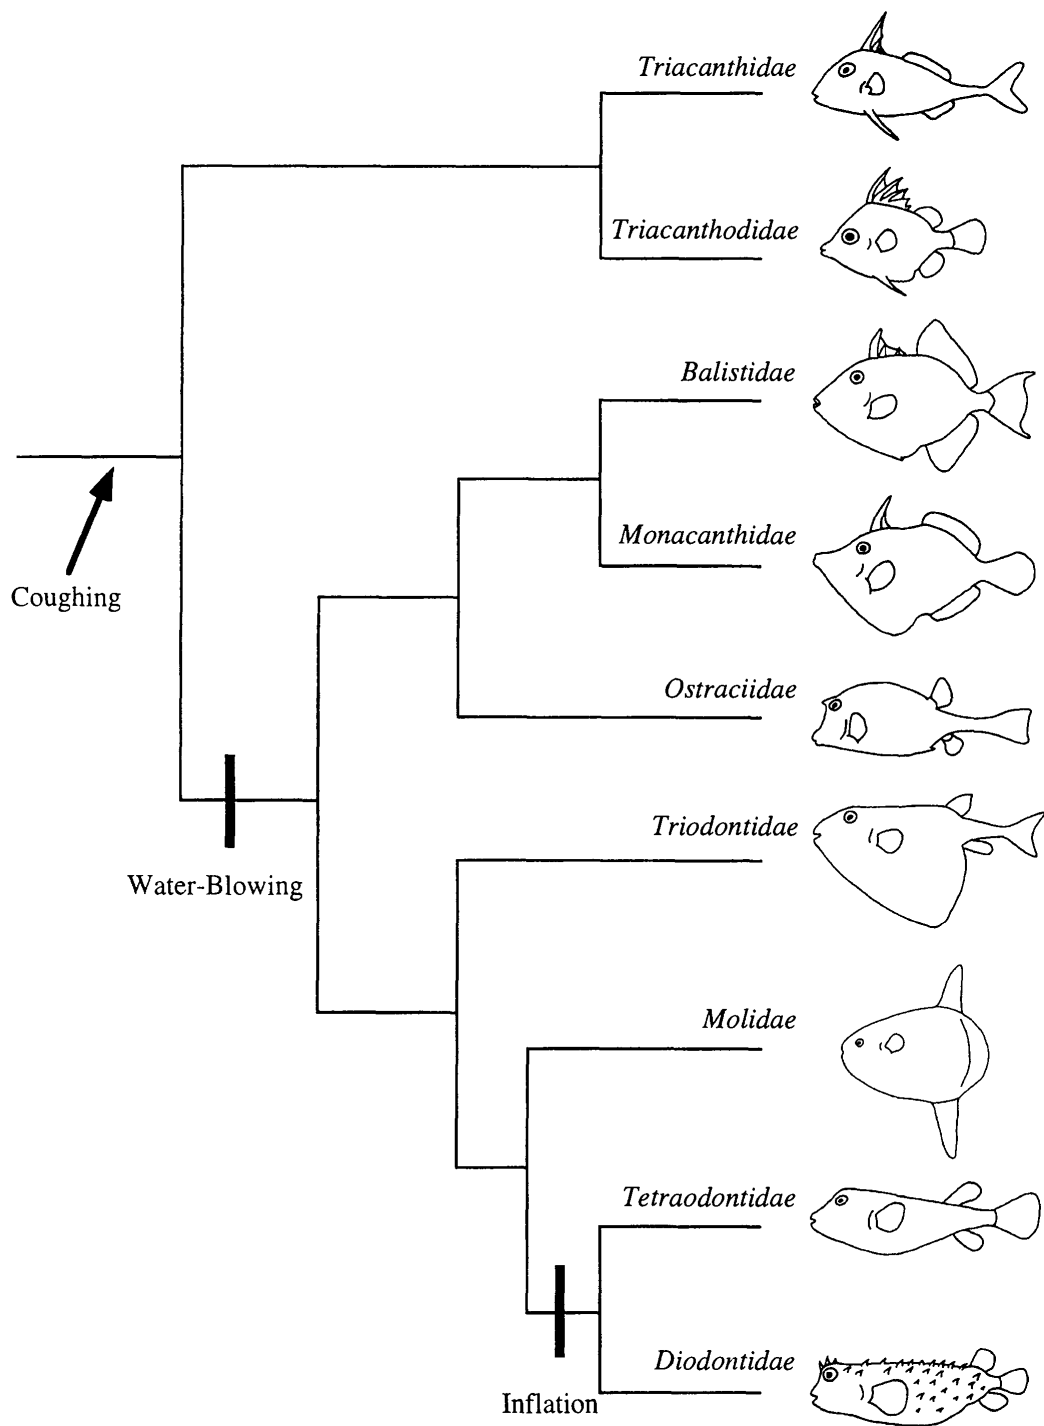 Triacanthidae
Triacanthodidae
Balistidae
Monacanthidae
Coughing
Ostraciidae
Triodontidae
Water-Blowing
Molidae
Tetraodontidae
Diodontidae
Inflation